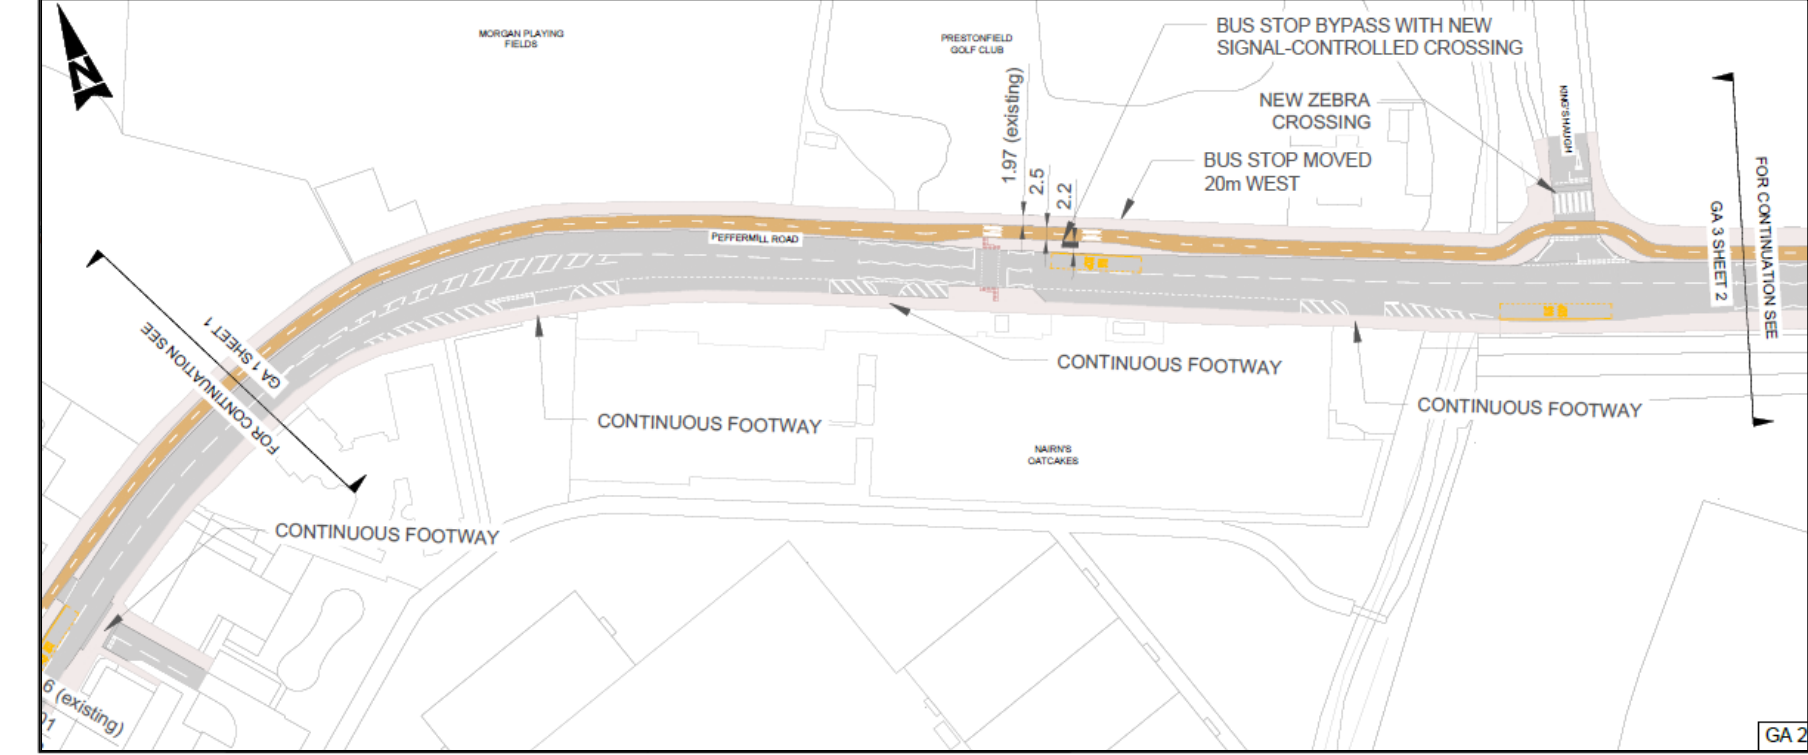 MORGAN PLAYING
FIELDS
PRESTONFIELD
GOLF CLUB
BUS STOP BYPASS WITH NEW
SIGNAL-CONTROLLED CROSSING
NEW ZEBRA
CROSSING
BUS STOP MOVED
20m WEST
1.97 (existing)
2.5
2.2
KING'S HAUGH
N
PEFFERMILL ROAD
FOR CONTINUATION SEE
GA 3 SHEET 2
GA 1 SHEET 1
FOR CONTINUATION SEE
CONTINUOUS FOOTWAY
CONTINUOUS FOOTWAY
CONTINUOUS FOOTWAY
NAIRN'S
OATCAKES
CONTINUOUS FOOTWAY
6 (existing)
01
GA 2